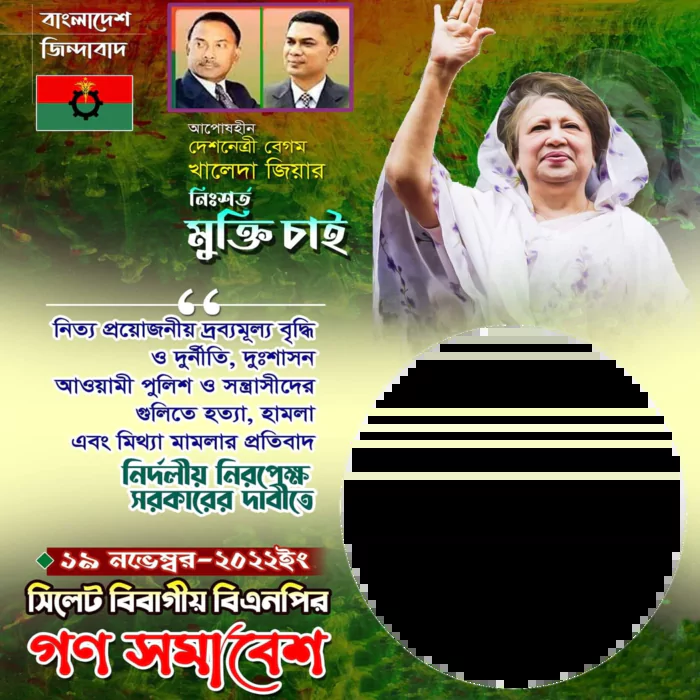 বাংলাদেশ
জিন্দাবাদ
আপোষহীন
দেশনেত্রী বেগম
খালেদা জিয়ার
নিঃশর্ত
মুক্তি চাই
“
নিত্য প্রয়োজনীয় দ্রব্যমূল্য বৃদ্ধি
ও দুর্নীতি, দুঃশাসন
আওয়ামী পুলিশ ও সন্ত্রাসীদের
গুলিতে হত্যা, হামলা
এবং মিথ্যা মামলার প্রতিবাদ
নির্দলীয় নিরপেক্ষ
সরকারের দাবীতে
১৯ নভেম্বর-২০২২ইং
সিলেট বিবাগীয় বিএনপির
গণ সমাবেশ